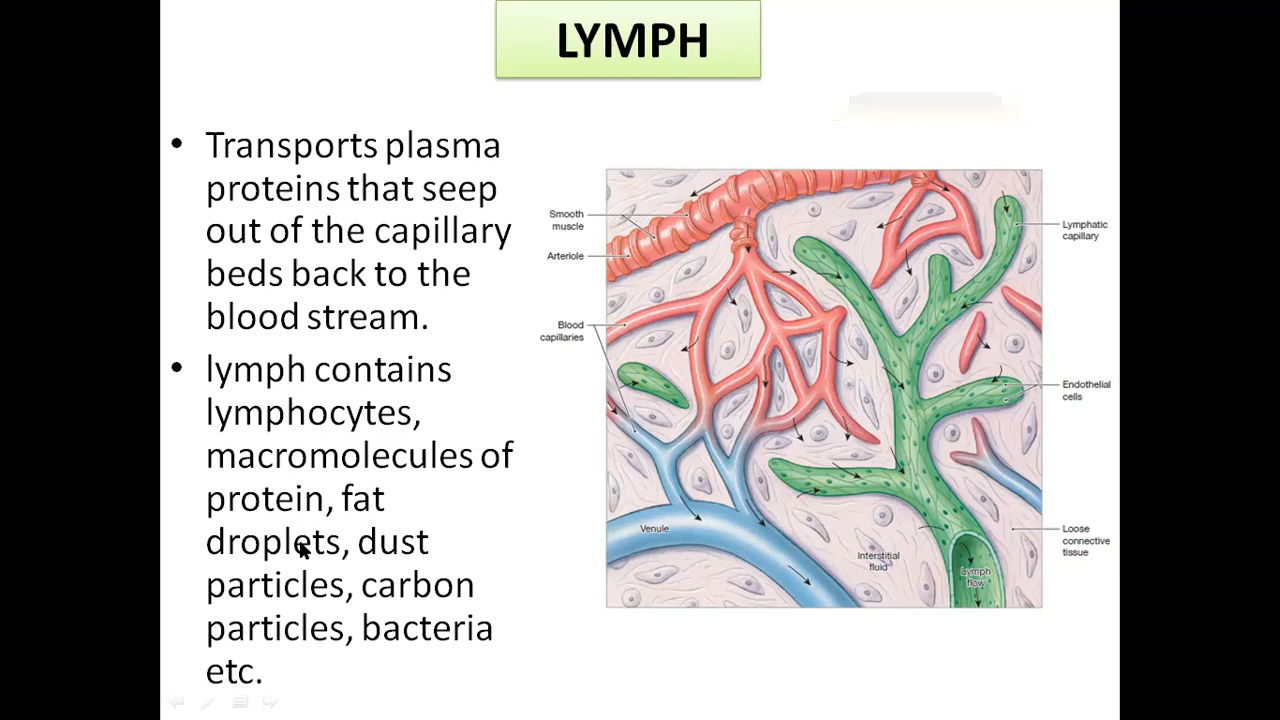 LYMPH
• Transports plasma
proteins that seep
out of the capillary
beds back to the
blood stream.
• lymph contains
lymphocytes,
macromolecules of
protein, fat
droplets, dust
particles, carbon
particles, bacteria
etc.
Smooth
muscle
Arteriole
Blood
capillaries
Venule
Interstitial
fluid
Lymph
flow
Lymphatic
capillary
Endothelial
cells
Loose
connective
tissue